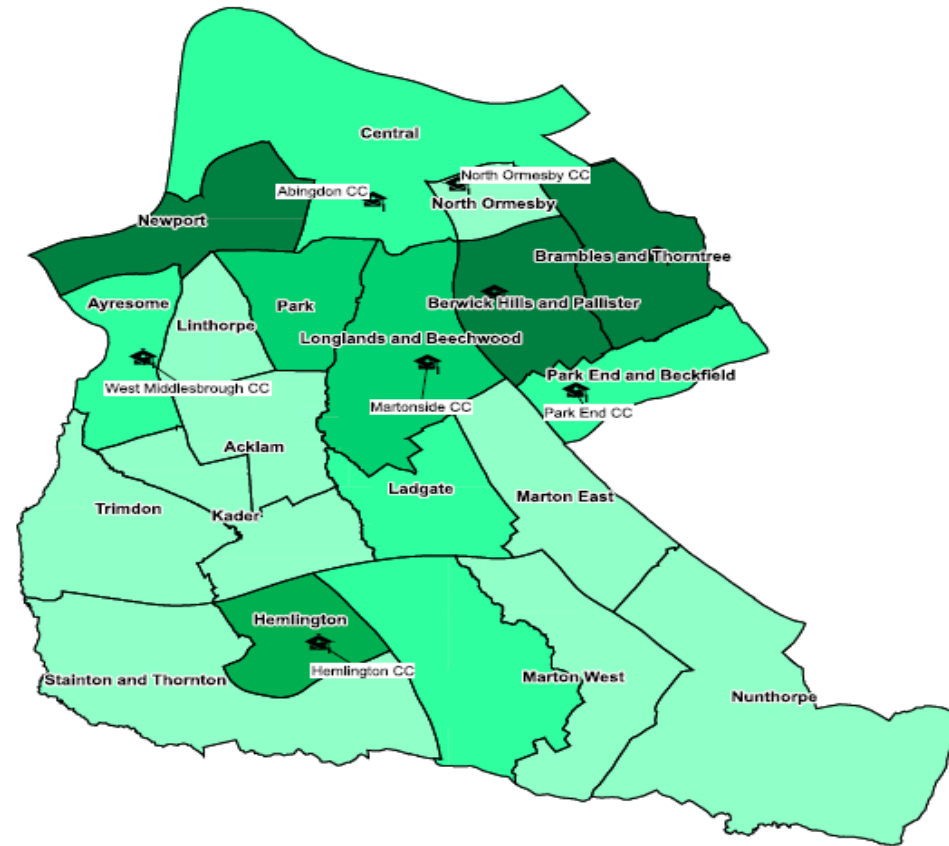 Central
North Ormesby CC
Abingdon CC
North Ormesby
Newport
Brambles and Thorntree
Ayresome
Park
Berwick Hills and Pallister
Linthorpe
Longlands and Beechwood
Park End and Beckfield
West Middlesbrough CC
Martonside CC
Park End CC
Acklam
Ladgate
Marton East
Trimdon
Kader
Hemlington
Hemlington CC
Stainton and Thornton
Marton West
Nunthorpe